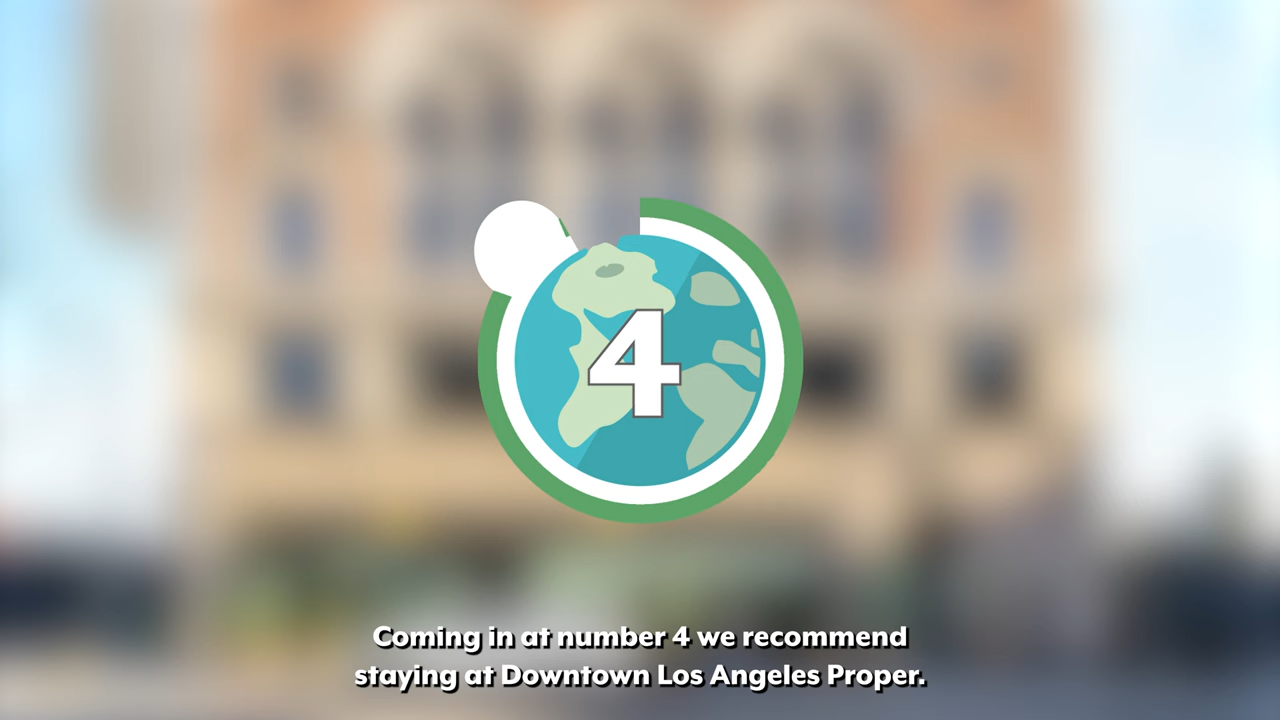 4
Coming in at number 4 we recommend
staying at Downtown Los Angeles Proper.